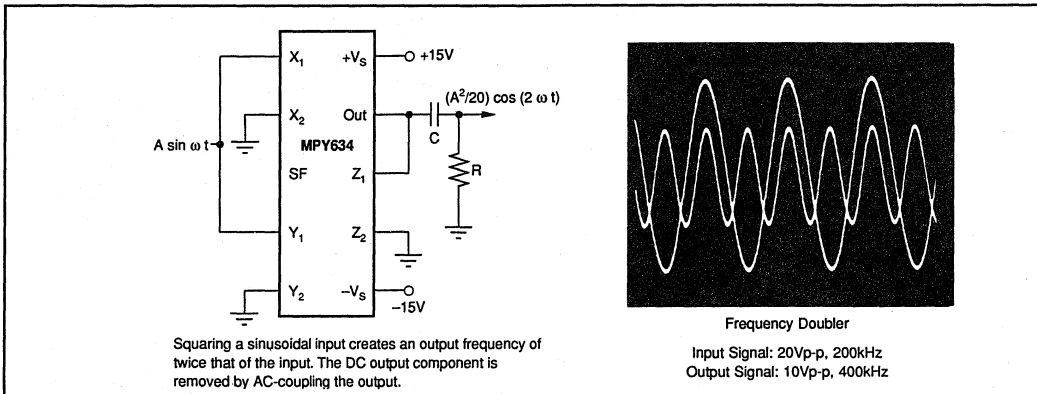 X₁
+Vₛ
+15V
X₂
Out
(A²/20) cos (2 ω t)
C
A sin ω t
MPY634
SF
Z₁
R
Y₁
Z₂
Y₂
–Vₛ
–15V
Squaring a sinusoidal input creates an output frequency of
twice that of the input. The DC output component is
removed by AC-coupling the output.
Frequency Doubler
Input Signal: 20Vp-p, 200kHz
Output Signal: 10Vp-p, 400kHz